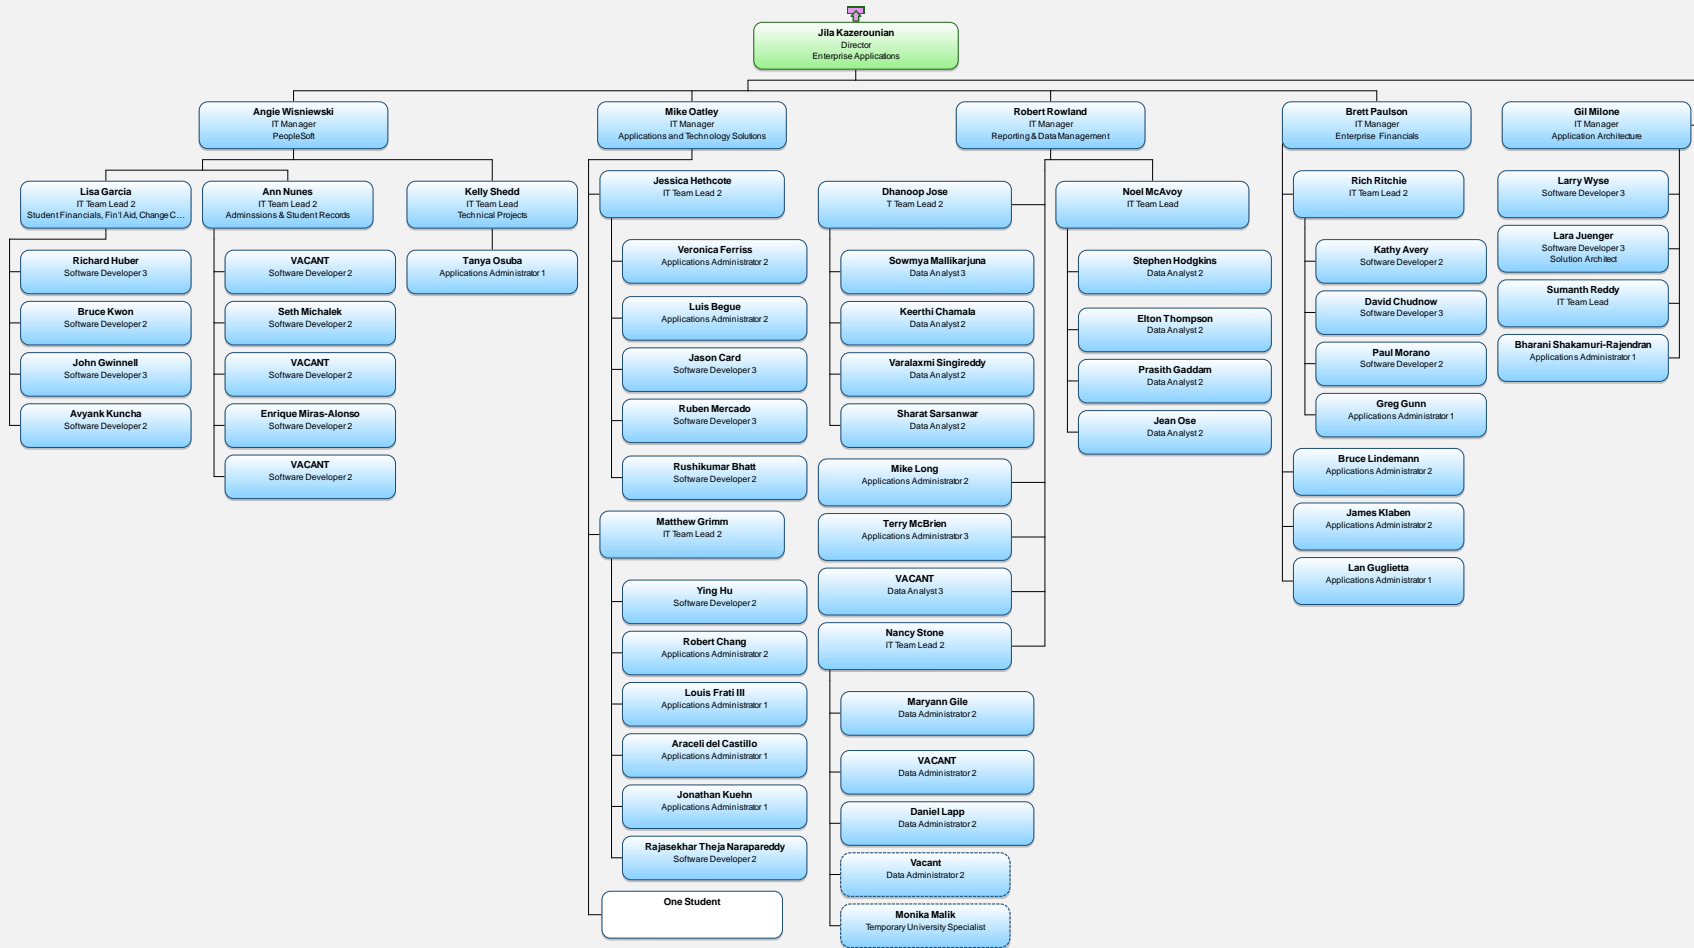 Jila Kazerounian
Director
Enterprise Applications
Angie Wisniewski
IT Manager
PeopleSoft
Mike Oatley
IT Manager
Applications and Technology Solutions
Robert Rowland
IT Manager
Reporting & Data Management
Brett Paulson
IT Manager
Enterprise Financials
Gil Milone
IT Manager
Application Architecture
Lisa Garcia
IT Team Lead 2
Student Financials, Fin'l Aid, Change C...
Richard Huber
Software Developer 3
Bruce Kwon
Software Developer 2
John Gwinnell
Software Developer 3
Avyank Kuncha
Software Developer 2
Ann Nunes
IT Team Lead 2
Adminssions & Student Records
VACANT
Software Developer 2
Seth Michalek
Software Developer 2
VACANT
Software Developer 2
Enrique Miras-Alonso
Software Developer 2
VACANT
Software Developer 2
Kelly Shedd
IT Team Lead
Technical Projects
Tanya Osuba
Applications Administrator 1
Jessica Hethcote
IT Team Lead 2
Veronica Ferriss
Applications Administrator 2
Luis Begue
Applications Administrator 2
Jason Card
Software Developer 3
Ruben Mercado
Software Developer 3
Rushikumar Bhatt
Software Developer 2
Matthew Grimm
IT Team Lead 2
Ying Hu
Software Developer 2
Robert Chang
Applications Administrator 2
Louis Frati III
Applications Administrator 1
Araceli del Castillo
Applications Administrator 1
Jonathan Kuehn
Applications Administrator 1
Rajasekhar Theja Narapareddy
Software Developer 2
One Student
Dhanoop Jose
T Team Lead 2
Sowmya Mallikarjuna
Data Analyst 3
Keerthi Chamala
Data Analyst 2
Varalaxmi Singireddy
Data Analyst 2
Sharat Sarsanwar
Data Analyst 2
Mike Long
Applications Administrator 2
Terry McBrien
Applications Administrator 3
VACANT
Data Analyst 3
Nancy Stone
IT Team Lead 2
Maryann Gile
Data Administrator 2
VACANT
Data Administrator 2
Daniel Lapp
Data Administrator 2
Vacant
Data Administrator 2
Monika Malik
Temporary University Specialist
Noel McAvoy
IT Team Lead
Stephen Hodgkins
Data Analyst 2
Elton Thompson
Data Analyst 2
Prasith Gaddam
Data Analyst 2
Jean Ose
Data Analyst 2
Rich Ritchie
IT Team Lead 2
Kathy Avery
Software Developer 2
David Chudnow
Software Developer 3
Paul Morano
Software Developer 2
Greg Gunn
Applications Administrator 1
Bruce Lindemann
Applications Administrator 2
James Klaben
Applications Administrator 2
Lan Guglietta
Applications Administrator 1
Larry Wyse
Software Developer 3
Lara Juenger
Software Developer 3
Solution Architect
Sumanth Reddy
IT Team Lead
Bharani Shakamuri-Rajendran
Applications Administrator 1